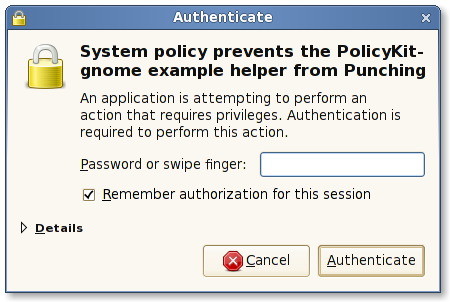 Authenticate
System policy prevents the PolicyKit-
gnome example helper from Punching
An application is attempting to perform an
action that requires privileges. Authentication is
required to perform this action.
Password or swipe finger:
Remember authorization for this session
Details
Cancel
Authenticate